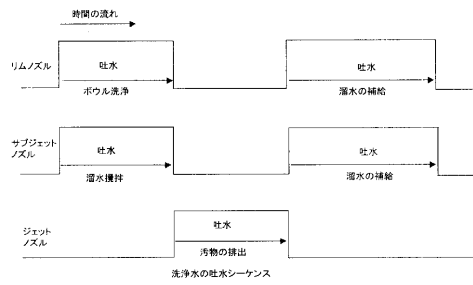 時間の流れ
リムノズル
吐水
吐水
ボウル洗浄
溜水の補給
サブジェット
ノズル
吐水
吐水
溜水攪拌
溜水の補給
ジェット
ノズル
吐水
汚物の排出
洗浄水の吐水シーケンス